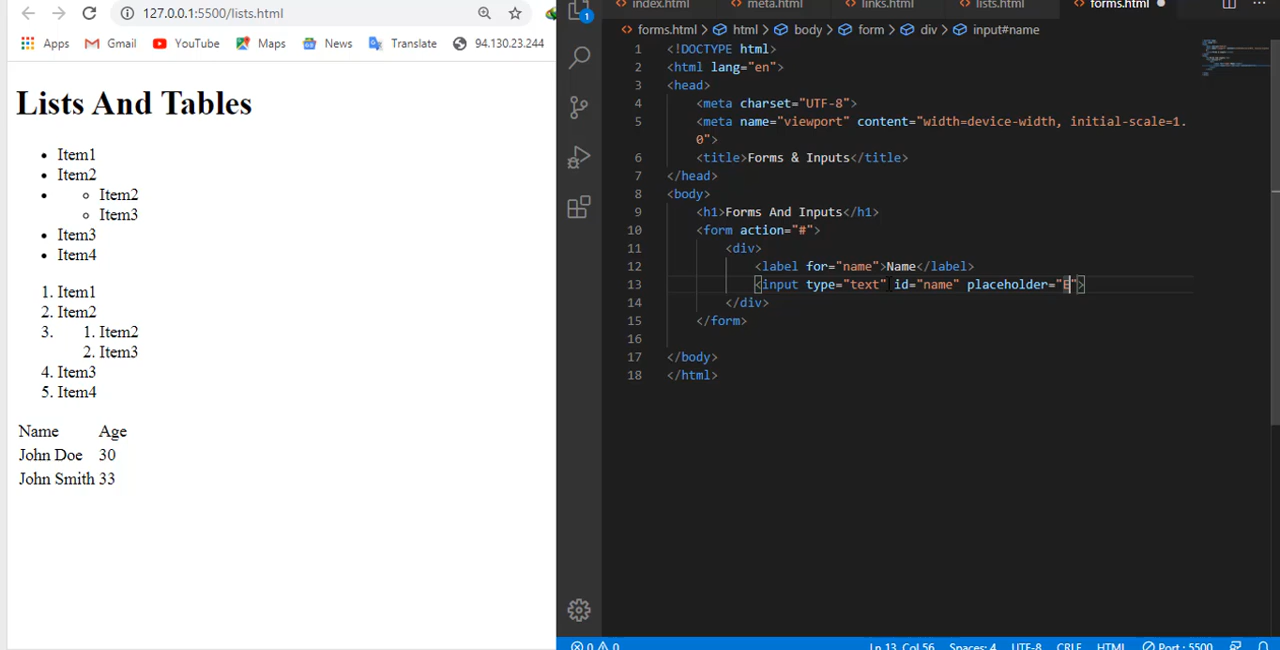 127.0.0.1:5500/lists.html
Apps Gmail YouTube Maps News Translate 94.130.23.244
Lists And Tables
• Item1
• Item2
• ◦ Item2
◦ Item3
• Item3
• Item4
1. Item1
2. Item2
3. 1. Item2
2. Item3
4. Item3
5. Item4
Name Age
John Doe 30
John Smith 33
1
index.html meta.html links.html lists.html forms.html
forms.html > html > body > form > div > input#name
1 <!DOCTYPE html>
2 <html lang="en">
3 <head>
4 <meta charset="UTF-8">
5 <meta name="viewport" content="width=device-width, initial-scale=1.
0">
6 <title>Forms & Inputs</title>
7 </head>
8 <body>
9 <h1>Forms And Inputs</h1>
10 <form action="#">
11 <div>
12 <label for="name">Name</label>
13 <input type="text" id="name" placeholder="E">
14 </div>
15 </form>
16
17 </body>
18 </html>
0 0 Ln 13, Col 56 Spaces: 4 UTF-8 CRLF HTML Port : 5500